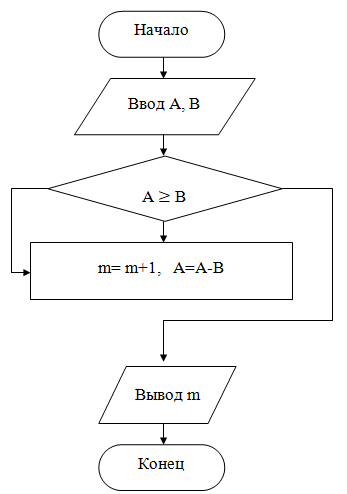 Начало
Ввод А, В
А ≥ В
m= m+1, А=А-В
Вывод m
Конец